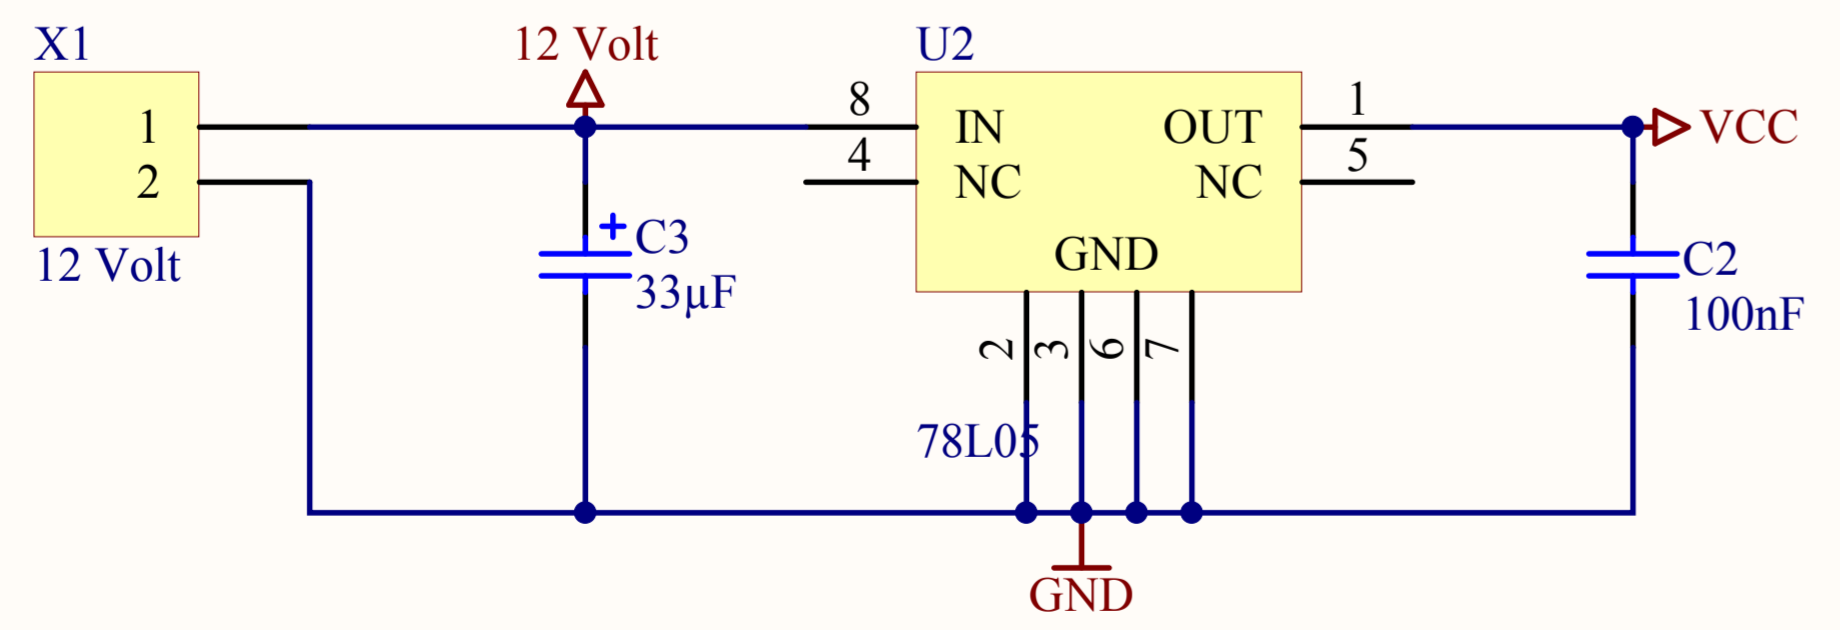 X1
1
2
12 Volt
12 Volt
+
C3
33µF
U2
8
4
IN
NC
OUT
NC
GND
1
5
2
3
6
7
78L05
GND
VCC
C2
100nF